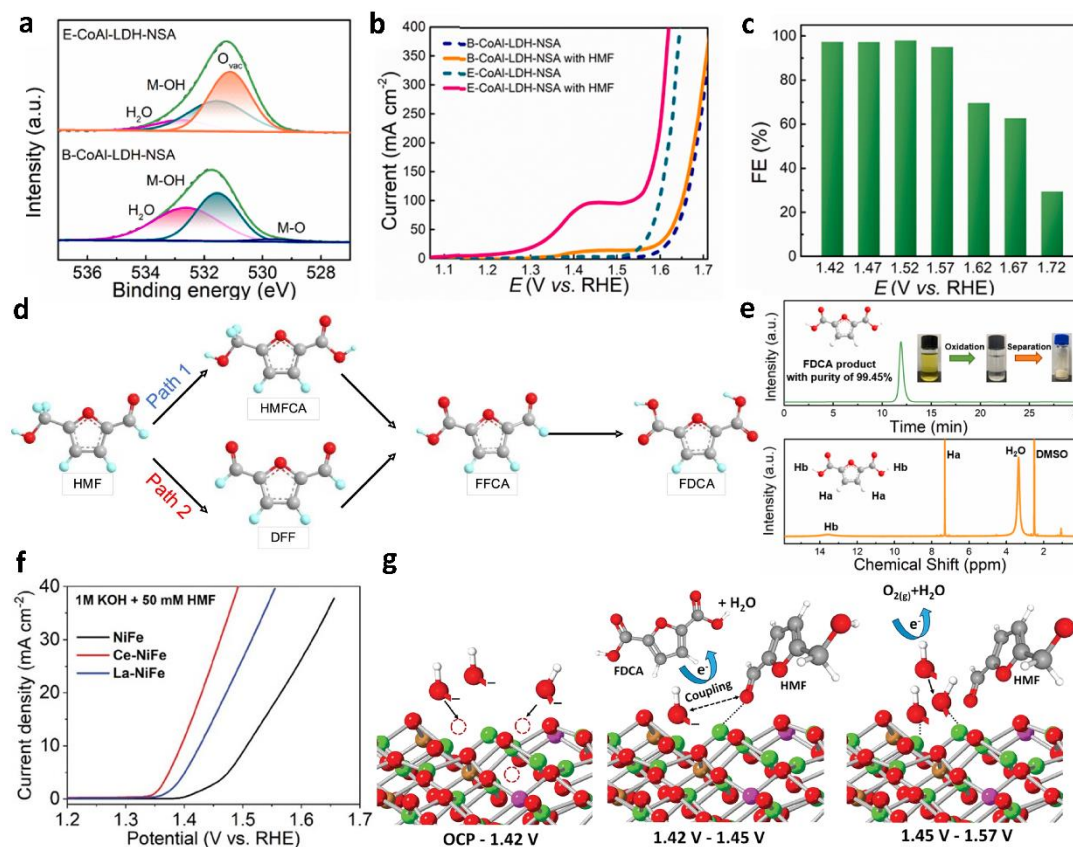 a
E-CoAl-LDH-NSA
Ovac
M-OH
H2O
B-CoAl-LDH-NSA
M-OH
H2O
M-O
Intensity (a.u.)
536 534 532 530 528
Binding energy (eV)
b
B-CoAl-LDH-NSA
B-CoAl-LDH-NSA with HMF
E-CoAl-LDH-NSA
E-CoAl-LDH-NSA with HMF
Current (mA cm-2)
400
350
300
250
200
150
100
50
0
1.1 1.2 1.3 1.4 1.5 1.6 1.7
E (V vs. RHE)
c
FE (%)
100
80
60
40
20
0
1.42 1.47 1.52 1.57 1.62 1.67 1.72
E (V vs. RHE)
d
Path 1
Path 2
HMF
HMFCA
DFF
FFCA
FDCA
e
Intensity (a.u.)
FDCA product
with purity of 99.45%
Oxidation
Separation
0 5 10 15 20 25
Time (min)
Intensity (a.u.)
Hb Hb
Ha Ha
Hb
Ha
H2O
DMSO
14 12 10 8 6 4 2
Chemical Shift (ppm)
f
1M KOH + 50 mM HMF
NiFe
Ce-NiFe
La-NiFe
Current density (mA cm-2)
40
30
20
10
0
1.2 1.3 1.4 1.5 1.6 1.7
Potential (V vs. RHE)
g
OCP - 1.42 V
FDCA
+ H2O
e-
Coupling
HMF
1.42 V - 1.45 V
O2(g)+H2O
e-
HMF
1.45 V - 1.57 V